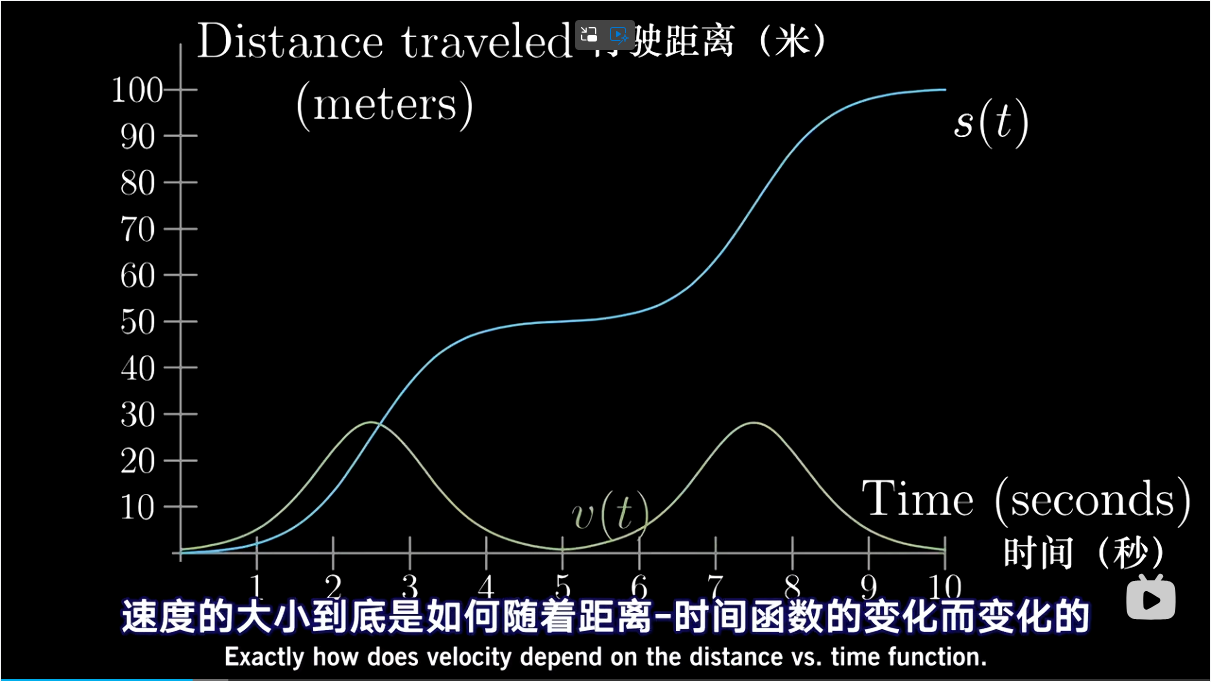 Distance traveled 驶距离（米）
(meters)
100
90
80
70
60
50
40
30
20
10
s(t)
v(t)
Time (seconds)
时间（秒）
1 2 3 4 5 6 7 8 9 10
速度的大小到底是如何随着距离-时间函数的变化而变化的
Exactly how does velocity depend on the distance vs. time function.